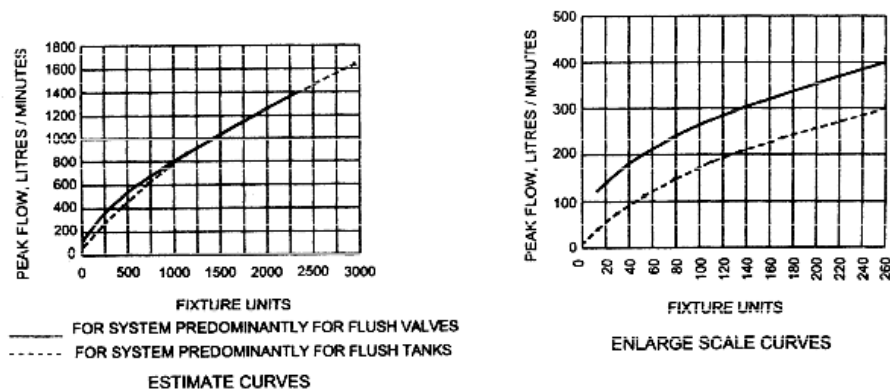 PEAK FLOW, LITRES / MINUTES
1800
1600
1400
1200
1000
800
600
400
200
0
0 500 1000 1500 2000 2500 3000
FIXTURE UNITS
FOR SYSTEM PREDOMINANTLY FOR FLUSH VALVES
FOR SYSTEM PREDOMINANTLY FOR FLUSH TANKS
ESTIMATE CURVES
PEAK FLOW, LITRES / MINUTES
500
400
300
200
100
0
0 20 40 60 80 120 100 140 160 180 200 220 240 260
FIXTURE UNITS
ENLARGE SCALE CURVES